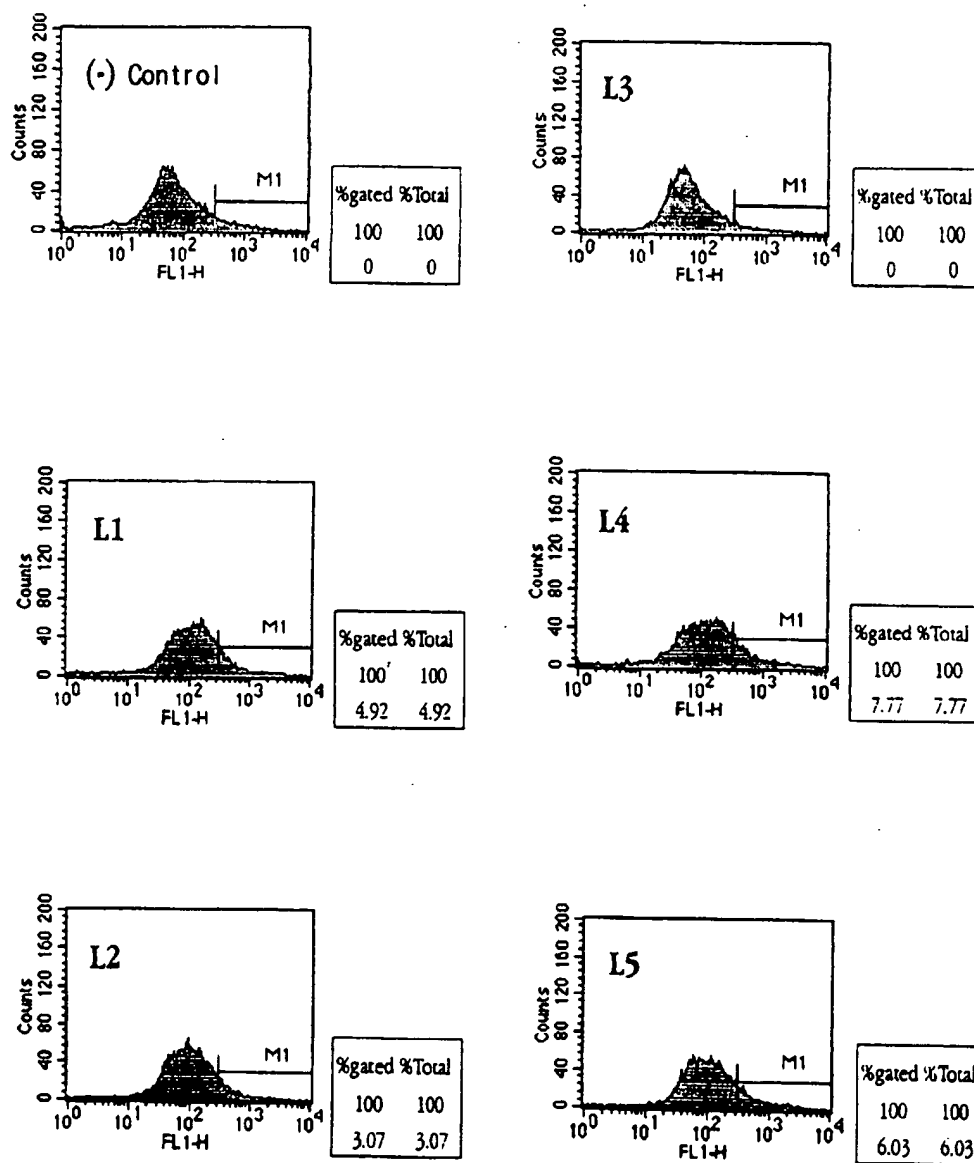 (-) Control
Counts
200
160
120
80
40
0
M1
10^0 10^1 10^2 10^3 10^4
FL1-H
%gated %Total
100 100
0 0
L3
Counts
200
160
120
80
40
0
M1
10^0 10^1 10^2 10^3 10^4
FL1-H
%gated %Total
100 100
0 0
L1
Counts
200
160
120
80
40
0
M1
10^0 10^1 10^2 10^3 10^4
FL1-H
%gated %Total
100 100
4.92 4.92
L4
Counts
200
160
120
80
40
0
M1
10^0 10^1 10^2 10^3 10^4
FL1-H
%gated %Total
100 100
7.77 7.77
L2
Counts
200
160
120
80
40
0
M1
10^0 10^1 10^2 10^3 10^4
FL1-H
%gated %Total
100 100
3.07 3.07
L5
Counts
200
160
120
80
40
0
M1
10^0 10^1 10^2 10^3 10^4
FL1-H
%gated %Total
100 100
6.03 6.03